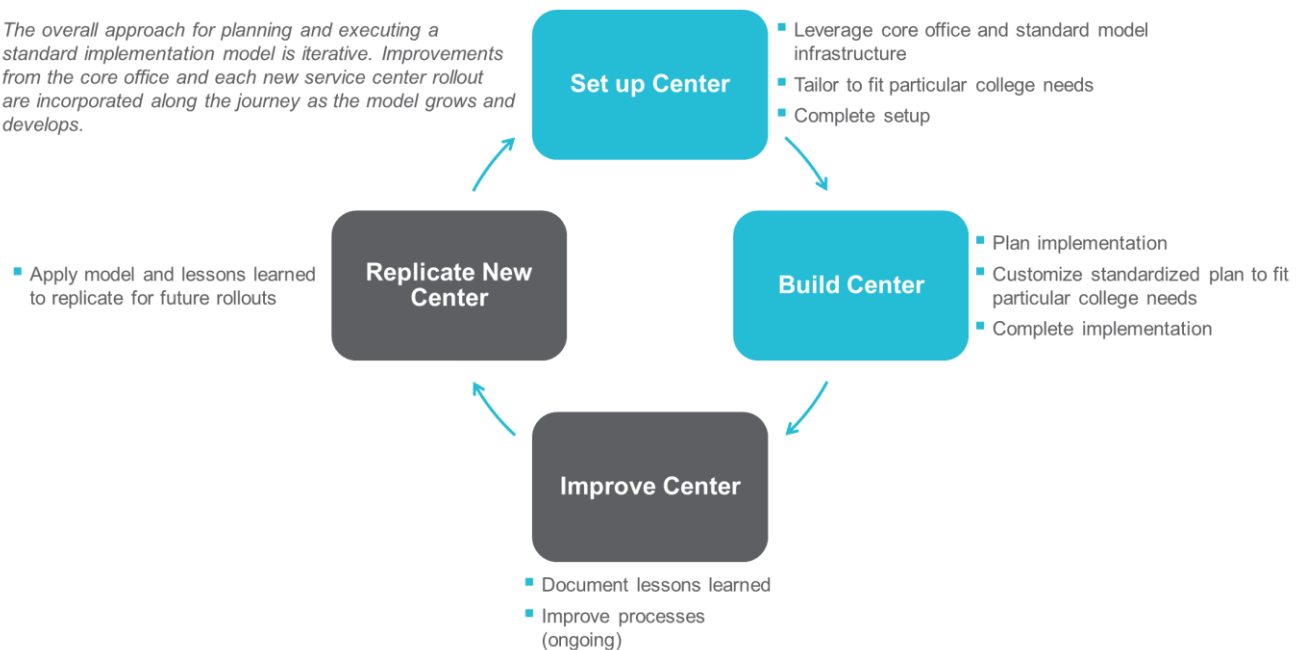 The overall approach for planning and executing a
standard implementation model is iterative. Improvements
from the core office and each new service center rollout
are incorporated along the journey as the model grows and
develops.
Set up Center
▪ Leverage core office and standard model
infrastructure
▪ Tailor to fit particular college needs
▪ Complete setup
Build Center
▪ Plan implementation
▪ Customize standardized plan to fit
particular college needs
▪ Complete implementation
Improve Center
▪ Document lessons learned
▪ Improve processes
(ongoing)
Replicate New
Center
▪ Apply model and lessons learned
to replicate for future rollouts